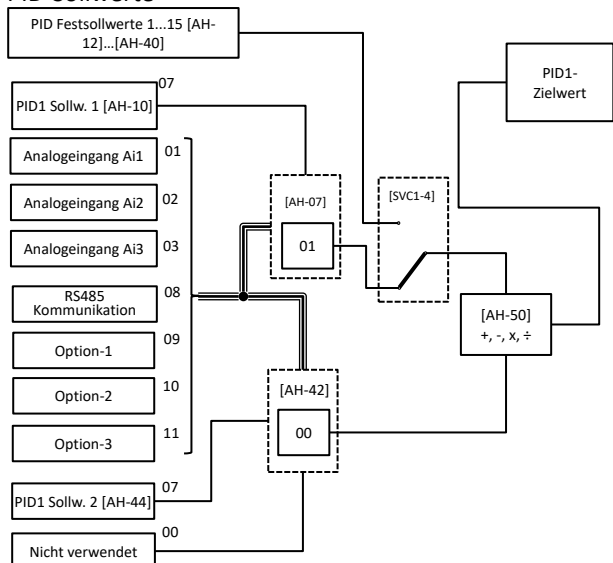 PID Festsollwerte 1...15 [AH-
12]...[AH-40]
PID1-
Zielwert
07
PID1 Sollw. 1 [AH-10]
Analogeingang Ai1
01
Analogeingang Ai2
02
Analogeingang Ai3
03
RS485
Kommunikation
08
Option-1
09
Option-2
10
Option-3
11
07
PID1 Sollw. 2 [AH-44]
00
Nicht verwendet
[AH-07]
01
[SVC1-4]
[AH-42]
00
[AH-50]
+, -, x, ÷